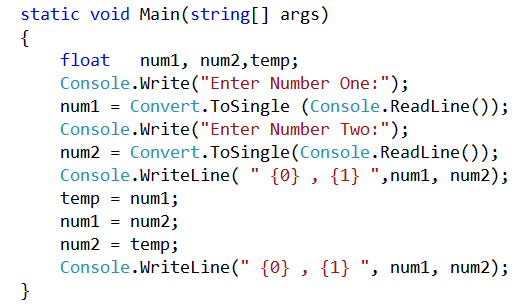 static void Main(string[] args)
{
float   num1, num2,temp;
Console.Write("Enter Number One:");
num1 = Convert.ToSingle (Console.ReadLine());
Console.Write("Enter Number Two:");
num2 = Convert.ToSingle(Console.ReadLine());
Console.WriteLine( " {0} , {1} ",num1, num2);
temp = num1;
num1 = num2;
num2 = temp;
Console.WriteLine(" {0} , {1} ", num1, num2);
}